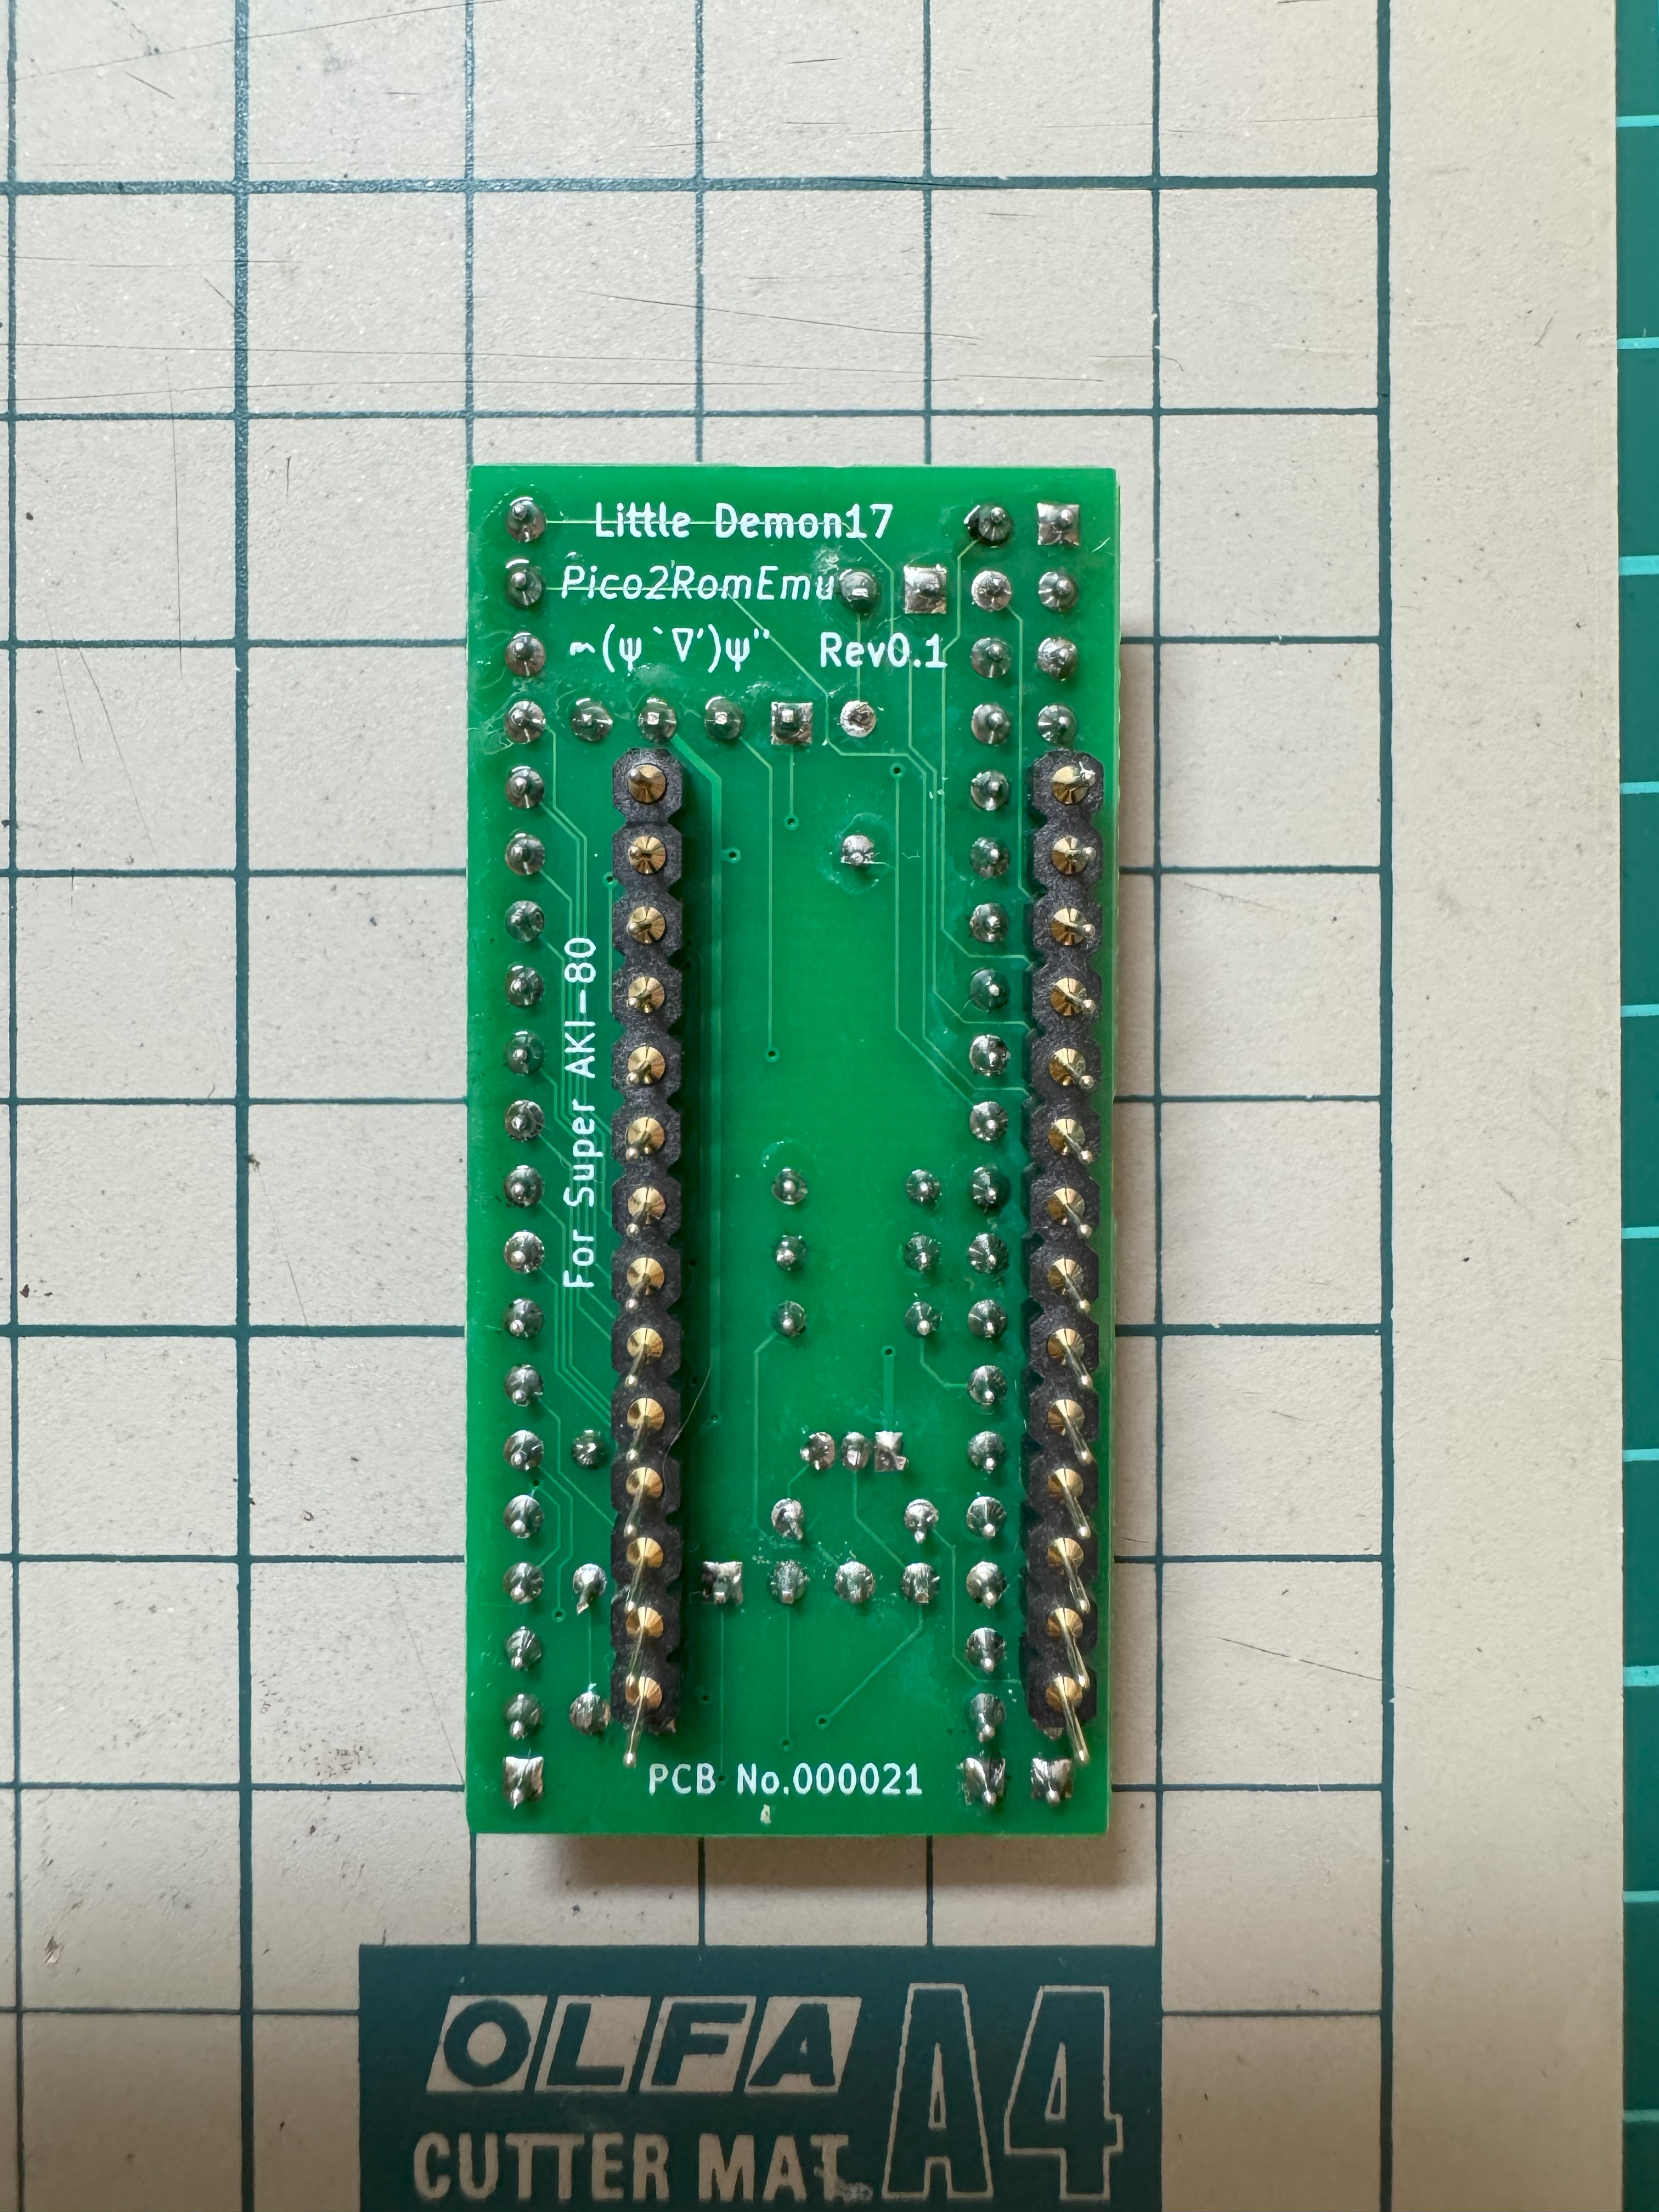 Little Demon17
Pico2RomEmu
~(ψ`∇´)ψ" Rev0.1
For Super AKI-80
PCB No.000021
OLFA A4
CUTTER MAT